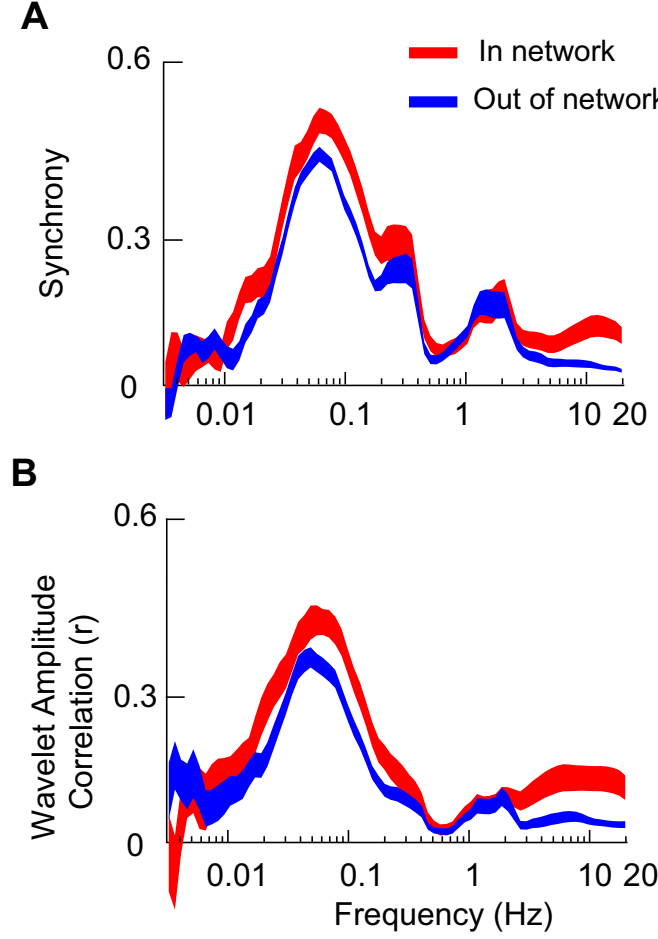 A
0.6
In network
Out of network
Synchrony
0.3
0
0.01
0.1
1
10 20
B
0.6
Wavelet Amplitude
Correlation (r)
0.3
0
0.01
0.1
1
10 20
Frequency (Hz)